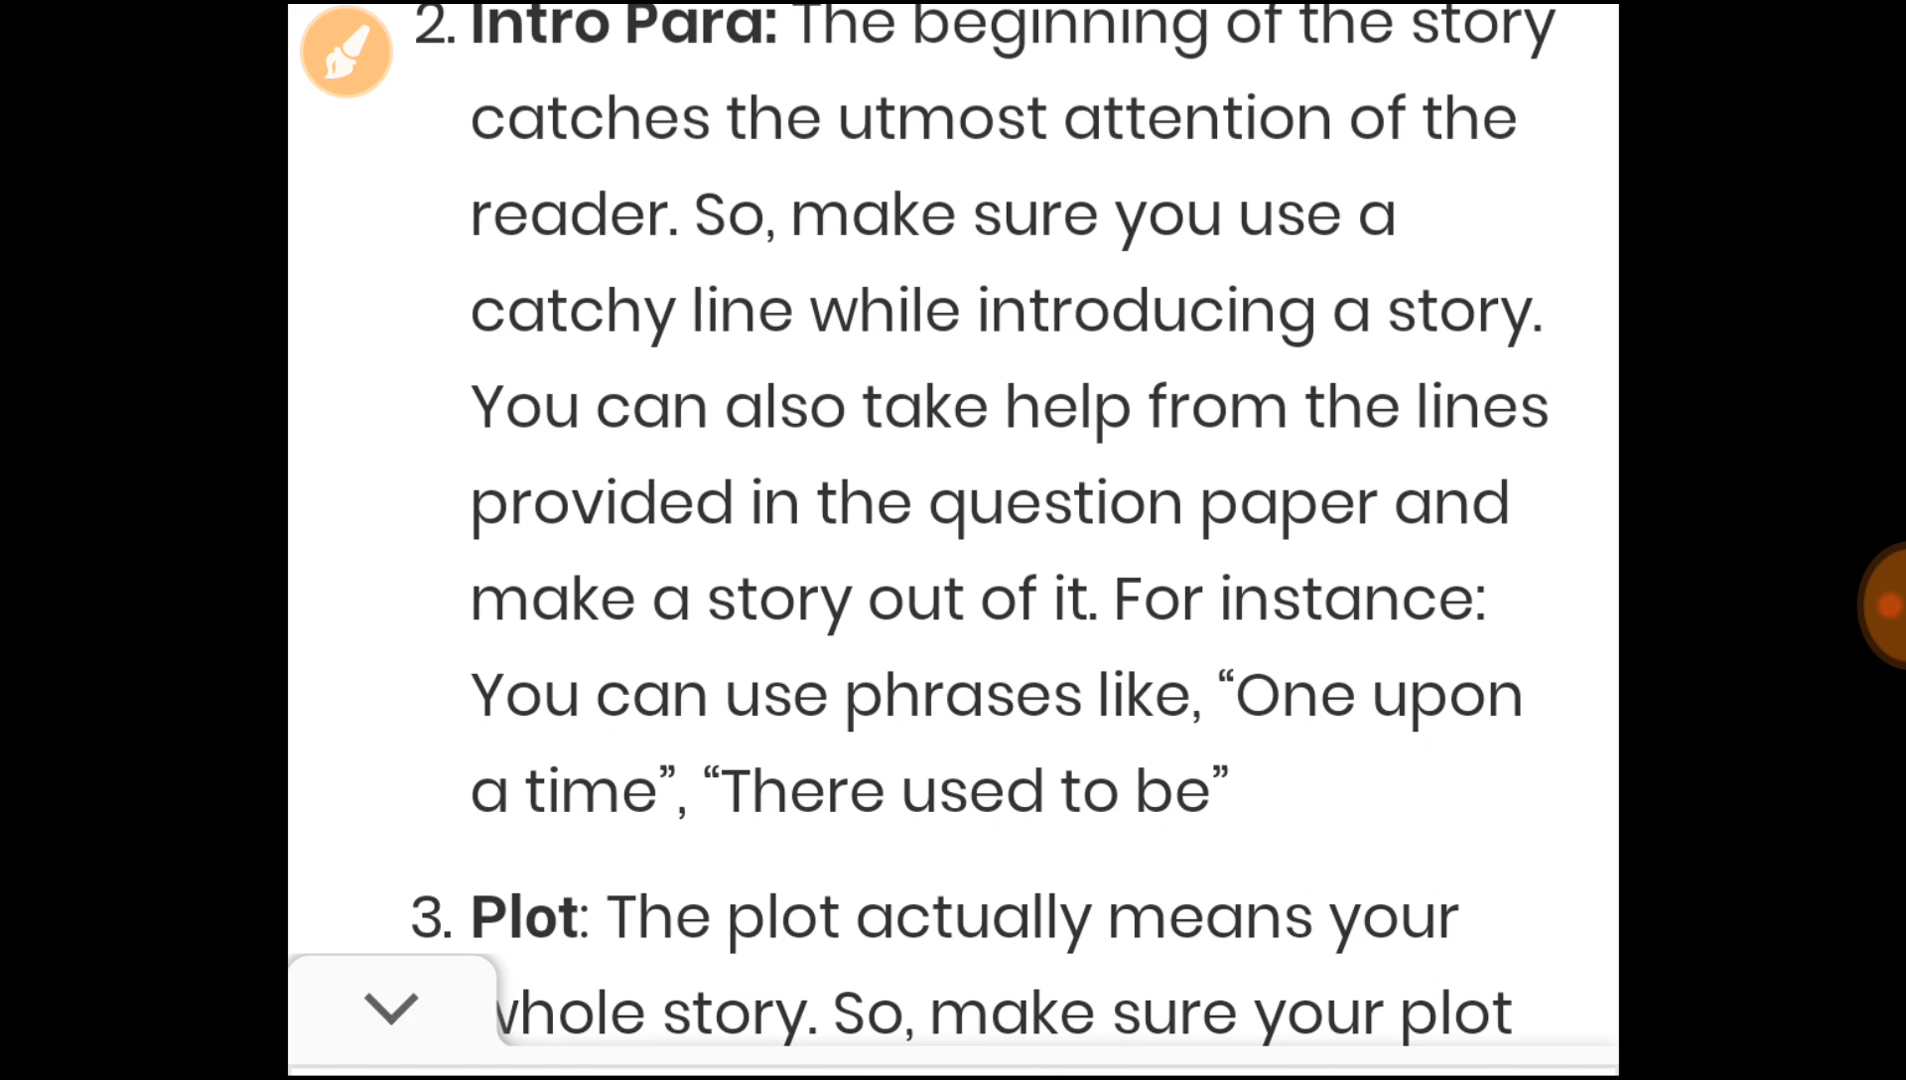 2. Intro Para: The beginning of the story
catches the utmost attention of the
reader. So, make sure you use a
catchy line while introducing a story.
You can also take help from the lines
provided in the question paper and
make a story out of it. For instance:
You can use phrases like, “One upon
a time”, “There used to be”
3. Plot: The plot actually means your
whole story. So, make sure your plot